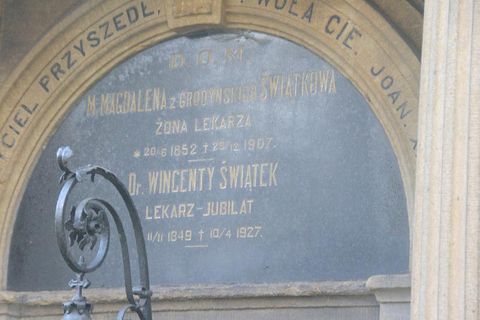 YCIEL PRZYSZEDŁ, I WOŁA CIĘ. JOAN.
D.O.M.
M. MAGDALENA z GRODYŃSKICH ŚWIĄTKOWA
ŻONA LEKARZA
* 20/6 1852 † 25/12 1907.
Dr. WINCENTY ŚWIĄTEK
LEKARZ-JUBILAT
11/11 1849 † 10/4 1927.